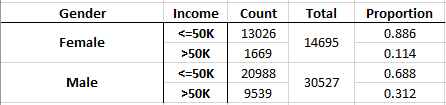 Gender Income Count Total Proportion
Female <=50K 13026 14695 0.886
>50K 1669 0.114
Male <=50K 20988 30527 0.688
>50K 9539 0.312